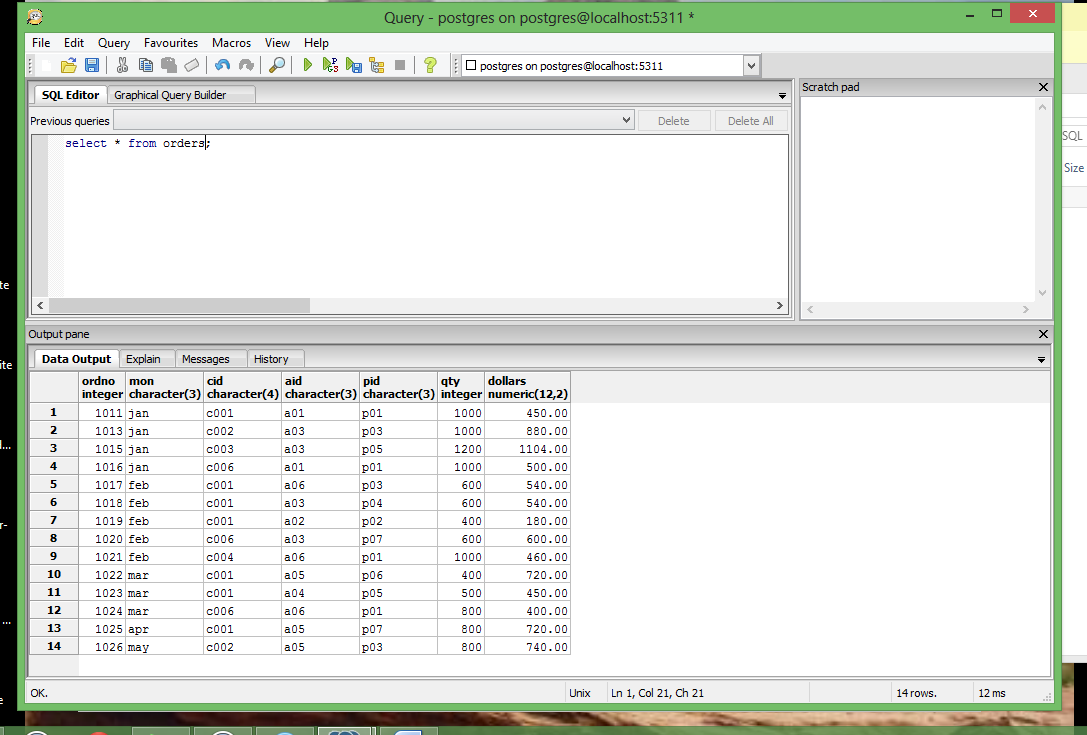 Query - postgres on postgres@localhost:5311 *
File Edit Query Favourites Macros View Help
postgres on postgres@localhost:5311
SQL Editor Graphical Query Builder
Previous queries Delete Delete All
select * from orders;
Scratch pad
SQL
Size
te
ite
Output pane
Data Output Explain Messages History
ordno mon cid aid pid qty dollars
integer character(3) character(4) character(3) character(3) integer numeric(12,2)
1 1011 jan c001 a01 p01 1000 450.00
2 1013 jan c002 a03 p03 1000 880.00
3 1015 jan c003 a03 p05 1200 1104.00
4 1016 jan c006 a01 p01 1000 500.00
5 1017 feb c001 a06 p03 600 540.00
6 1018 feb c001 a03 p04 600 540.00
7 1019 feb c001 a02 p02 400 180.00
8 1020 feb c006 a03 p07 600 600.00
9 1021 feb c004 a06 p01 1000 460.00
10 1022 mar c001 a05 p06 400 720.00
11 1023 mar c001 a04 p05 500 450.00
12 1024 mar c006 a06 p01 800 400.00
13 1025 apr c001 a05 p07 800 720.00
14 1026 may c002 a05 p03 800 740.00
OK. Unix Ln 1, Col 21, Ch 21 14 rows. 12 ms